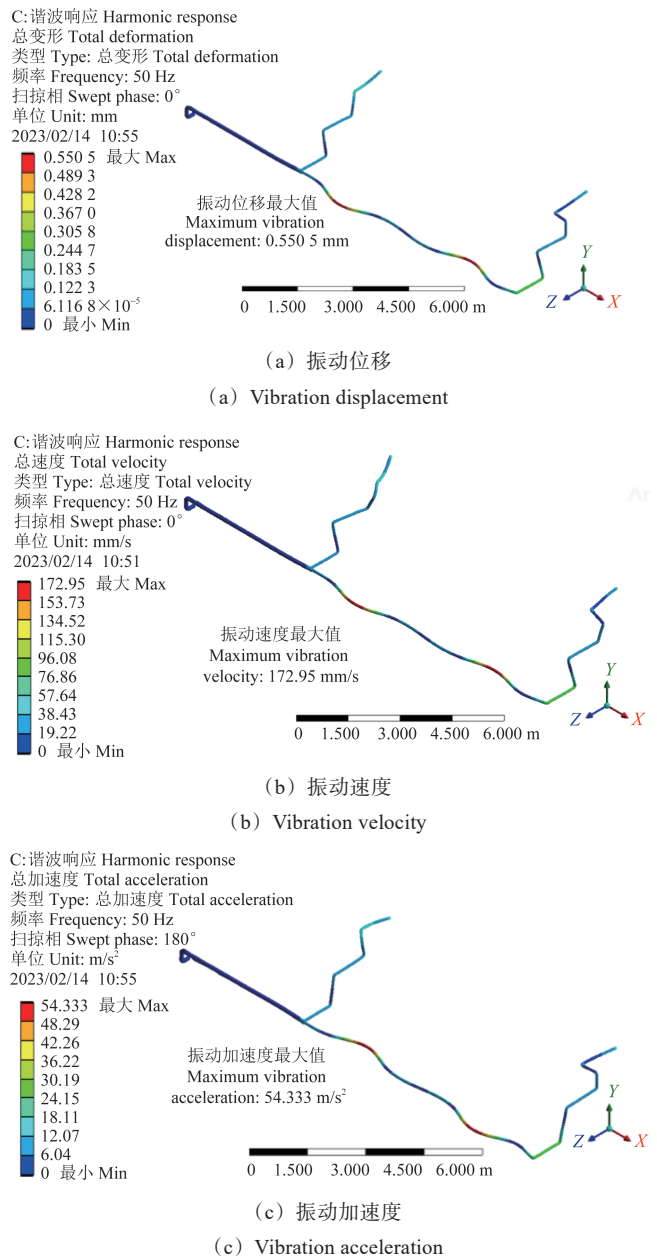 C:谐波响应 Harmonic response
总变形 Total deformation
类型 Type: 总变形 Total deformation
频率 Frequency: 50 Hz
扫掠相 Swept phase: 0°
单位 Unit: mm
2023/02/14 10:55
0.550 5 最大 Max
0.489 3
0.428 2
0.367 0
0.305 8
0.244 7
0.183 5
0.122 3
6.116 8×10⁻⁵
0 最小 Min
振动位移最大值
Maximum vibration
displacement: 0.550 5 mm
0 1.500 3.000 4.500 6.000 m
Y
Z X
（a）振动位移
（a）Vibration displacement
C:谐波响应 Harmonic response
总速度 Total velocity
类型 Type: 总速度 Total velocity
频率 Frequency: 50 Hz
扫掠相 Swept phase: 0°
单位 Unit: mm/s
2023/02/14 10:51
172.95 最大 Max
153.73
134.52
115.30
96.08
76.86
57.64
38.43
19.22
0 最小 Min
振动速度最大值
Maximum vibration
velocity: 172.95 mm/s
0 1.500 3.000 4.500 6.000 m
Y
Z X
（b）振动速度
（b）Vibration velocity
C:谐波响应 Harmonic response
总加速度 Total acceleration
类型 Type: 总加速度 Total acceleration
频率 Frequency: 50 Hz
扫掠相 Swept phase: 180°
单位 Unit: m/s²
2023/02/14 10:55
54.333 最大 Max
48.29
42.26
36.22
30.19
24.15
18.11
12.07
6.04
0 最小 Min
振动加速度最大值
Maximum vibration
acceleration: 54.333 m/s²
0 1.500 3.000 4.500 6.000 m
Y
Z X
（c）振动加速度
（c）Vibration acceleration